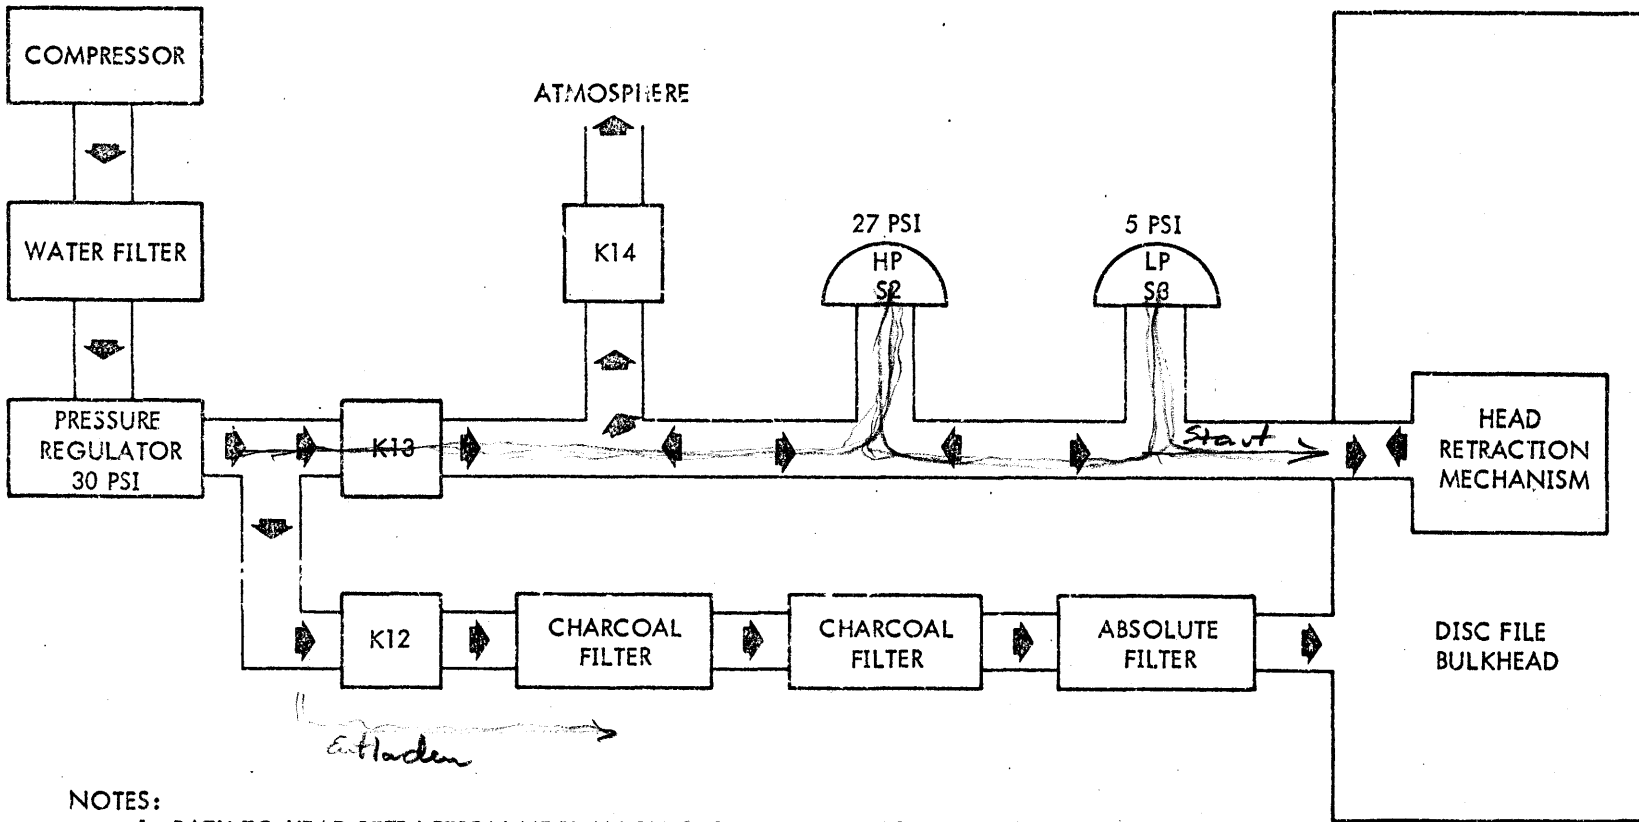 COMPRESSOR
ATMOSPHERE
WATER FILTER
K14
27 PSI
HP
S2
5 PSI
LP
S3
PRESSURE
REGULATOR
30 PSI
K13
Start
HEAD
RETRACTION
MECHANISM
K12
CHARCOAL
FILTER
CHARCOAL
FILTER
ABSOLUTE
FILTER
DISC FILE
BULKHEAD
NOTES: